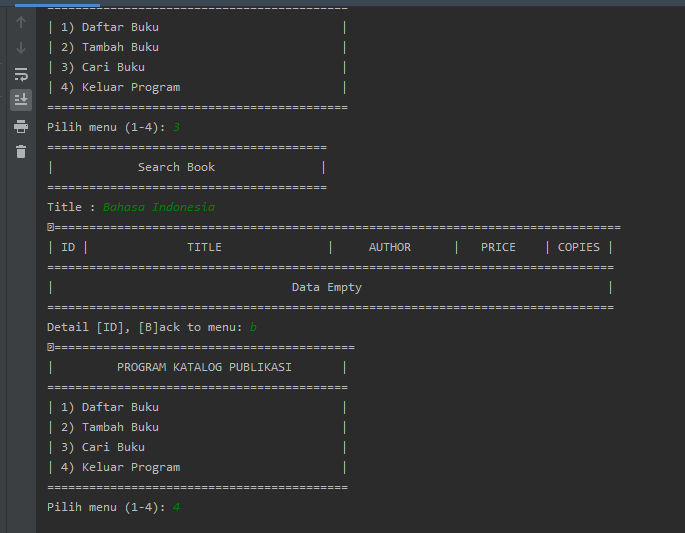 ===========================================
| 1) Daftar Buku                          |
| 2) Tambah Buku                          |
| 3) Cari Buku                            |
| 4) Keluar Program                       |
===========================================
Pilih menu (1-4): 3
========================================
|            Search Book               |
========================================
Title : Bahasa Indonesia
=================================================================================
| ID |              TITLE               |      AUTHOR      |   PRICE    | COPIES |
=================================================================================
|                                  Data Empty                                   |
=================================================================================
Detail [ID], [B]ack to menu: b
===========================================
|         PROGRAM KATALOG PUBLIKASI       |
===========================================
| 1) Daftar Buku                          |
| 2) Tambah Buku                          |
| 3) Cari Buku                            |
| 4) Keluar Program                       |
===========================================
Pilih menu (1-4): 4